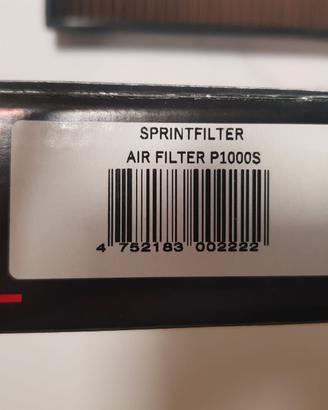 SPRINTFILTER
AIR FILTER P1000S
4 752183 002222